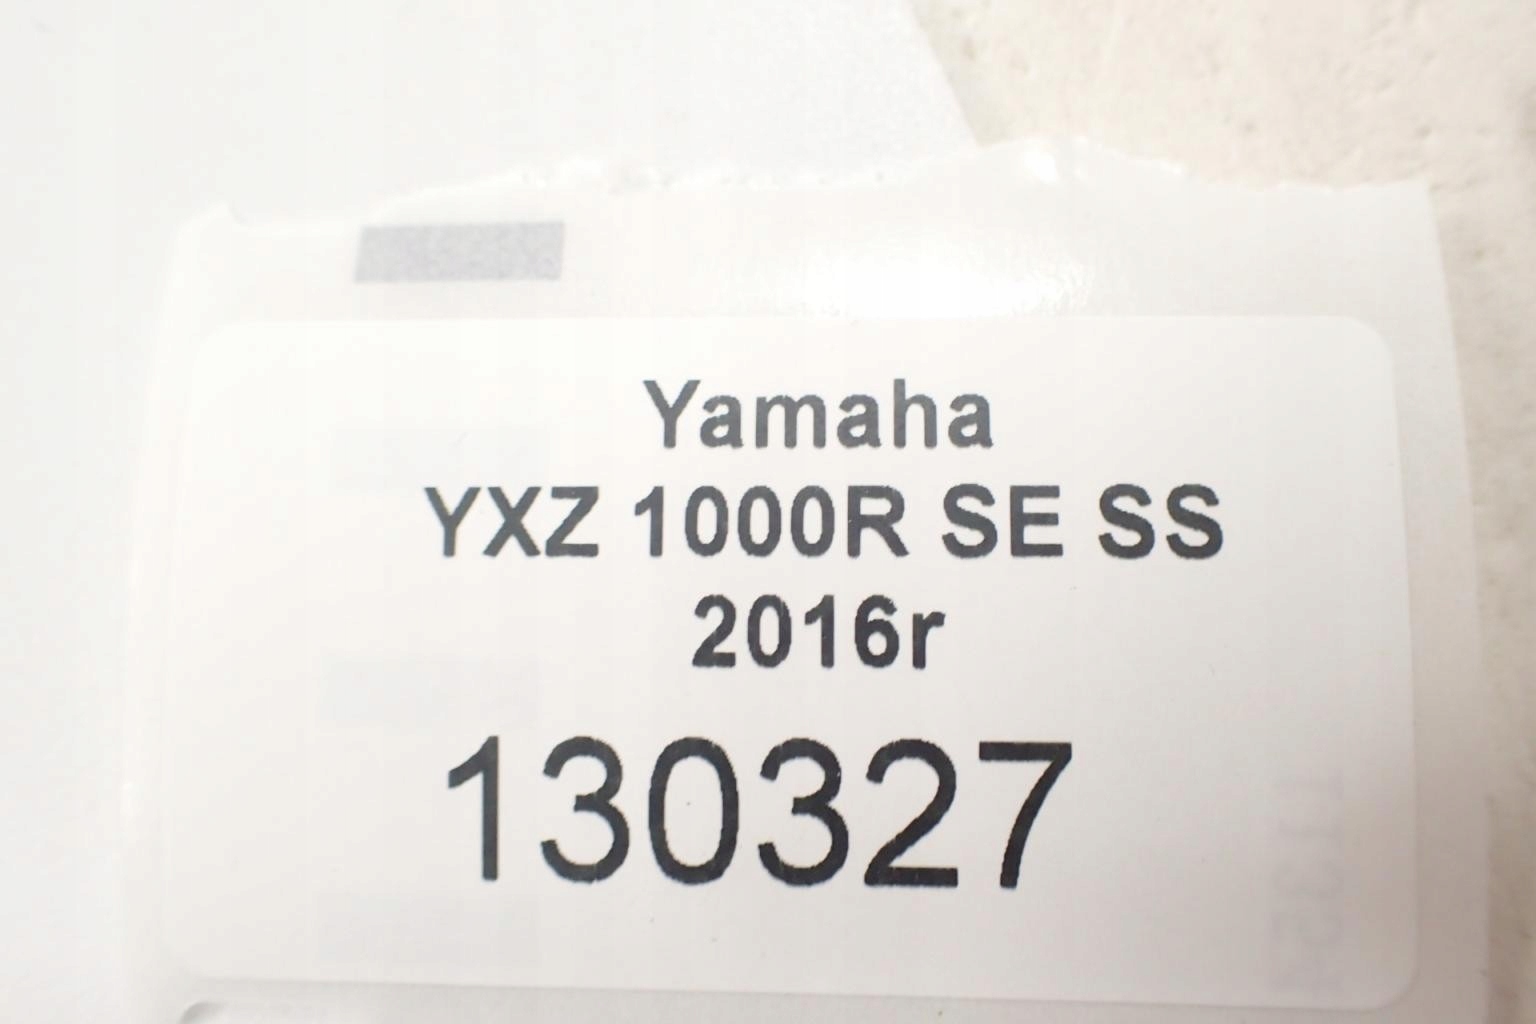 Yamaha
YXZ 1000R SE SS
2016r
130327